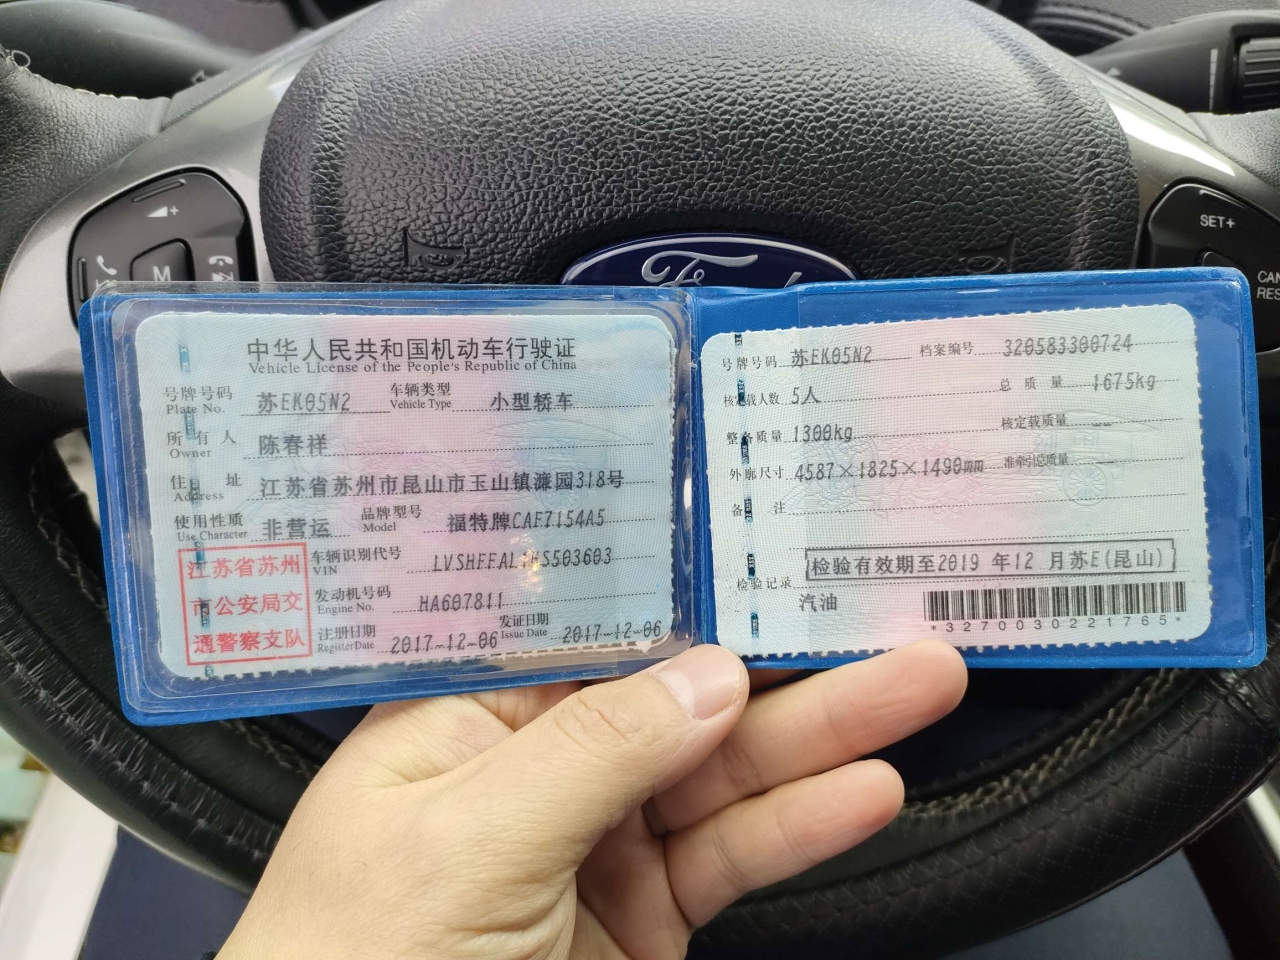 SET+
M
CAN
RES
Ford
中华人民共和国机动车行驶证
Vehicle License of the People's Republic of China
号牌号码 苏EK05N2 车辆类型 小型轿车
Plate No. Vehicle Type
所有人 陈春祥
Owner
住址 江苏省苏州市昆山市玉山镇濂园318号
Address
使用性质 非营运 品牌型号 福特牌CAF7154A5
Use Character Model
江苏省苏州
市公安局交
通警察支队
车辆识别代号
VIN
发动机号码 HA607811
Engine No.
注册日期 2017-12-06 发证日期 2017-12-06
Register Date Issue Date
号牌号码 苏EK05N2 档案编号 320583300724
核定载人数 5人 总质量 1675kg
整备质量 1300kg 核定载质量 --
外廓尺寸 4587×1825×1490mm 准牵引总质量
备注
检验记录 检验有效期至2019 年12 月苏E(昆山)
汽油
*3270030221765*